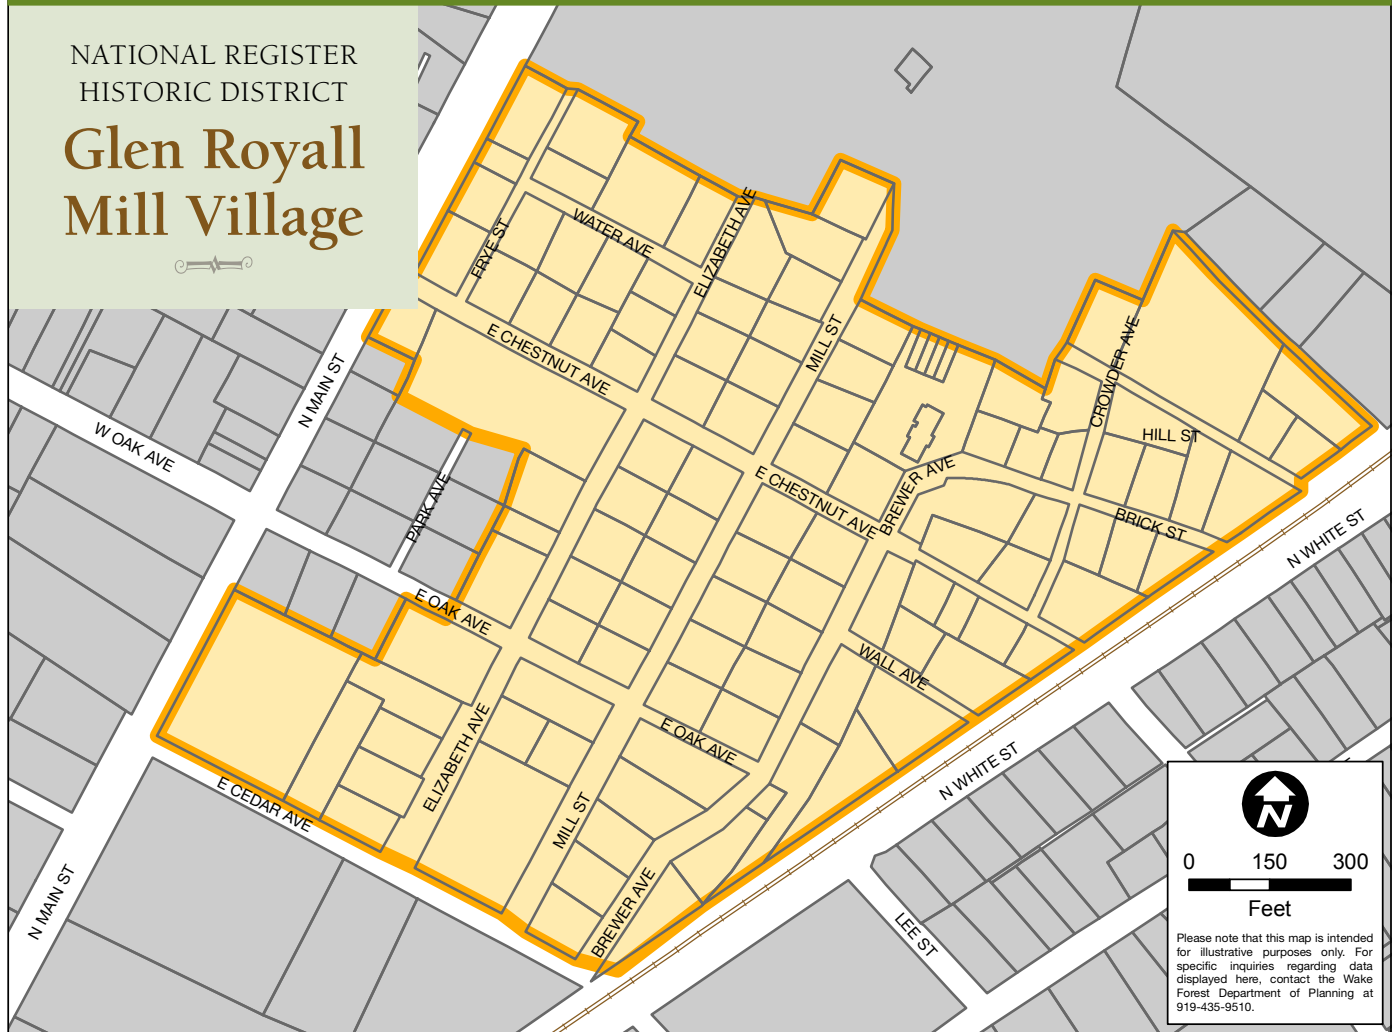 NATIONAL REGISTER
HISTORIC DISTRICT
Glen Royall
Mill Village
WATER AVE
ELIZABETH AVE
FRYE ST
E CHESTNUT AVE
MILL ST
N MAIN ST
CROWDER AVE
HILL ST
W OAK AVE
PARK AVE
E CHESTNUT AVE
BREWER AVE
BRICK ST
N WHITE ST
E OAK AVE
WALL AVE
E OAK AVE
ELIZABETH AVE
N WHITE ST
E CEDAR AVE
MILL ST
BREWER AVE
N MAIN ST
LEE ST
N
0 150 300
Feet
Please note that this map is intended
for illustrative purposes only. For
specific inquiries regarding data
displayed here, contact the Wake
Forest Department of Planning at
919-435-9510.